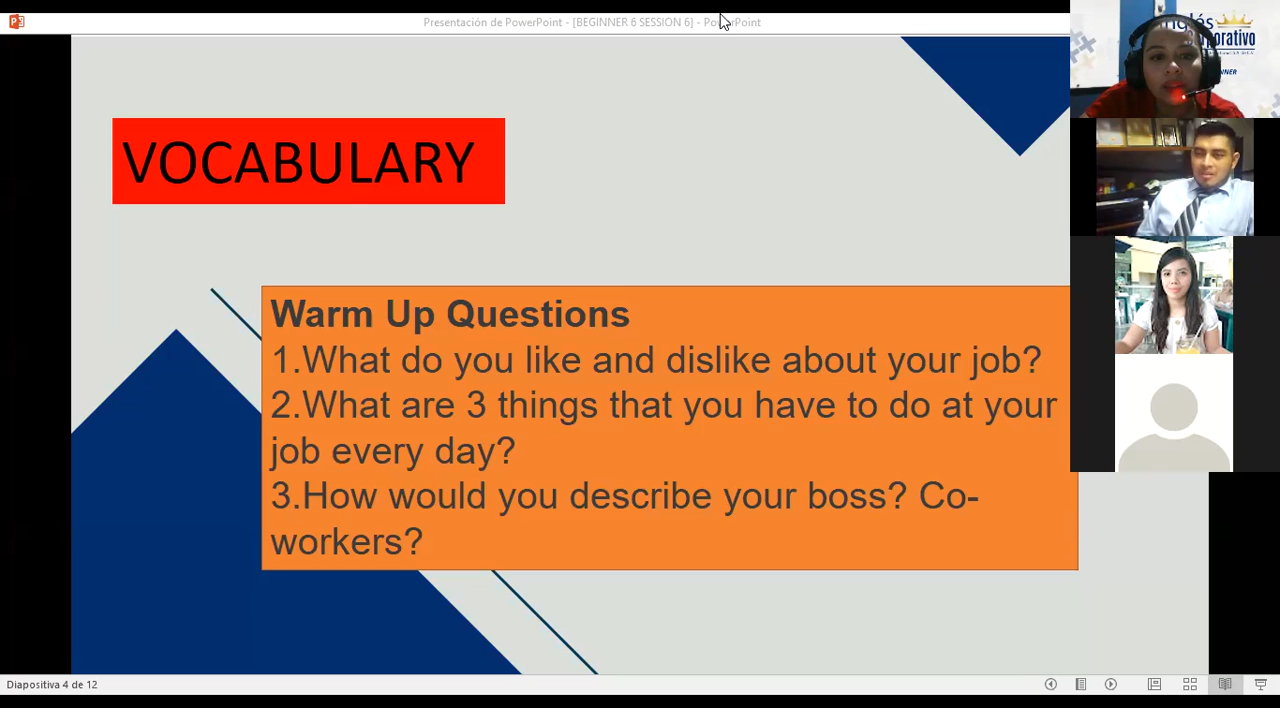 Presentación de PowerPoint - [BEGINNER 6 SESSION 6] - PowerPoint
VOCABULARY
Warm Up Questions
1.What do you like and dislike about your job?
2.What are 3 things that you have to do at your
job every day?
3.How would you describe your boss? Co-
workers?
Diapositiva 4 de 12